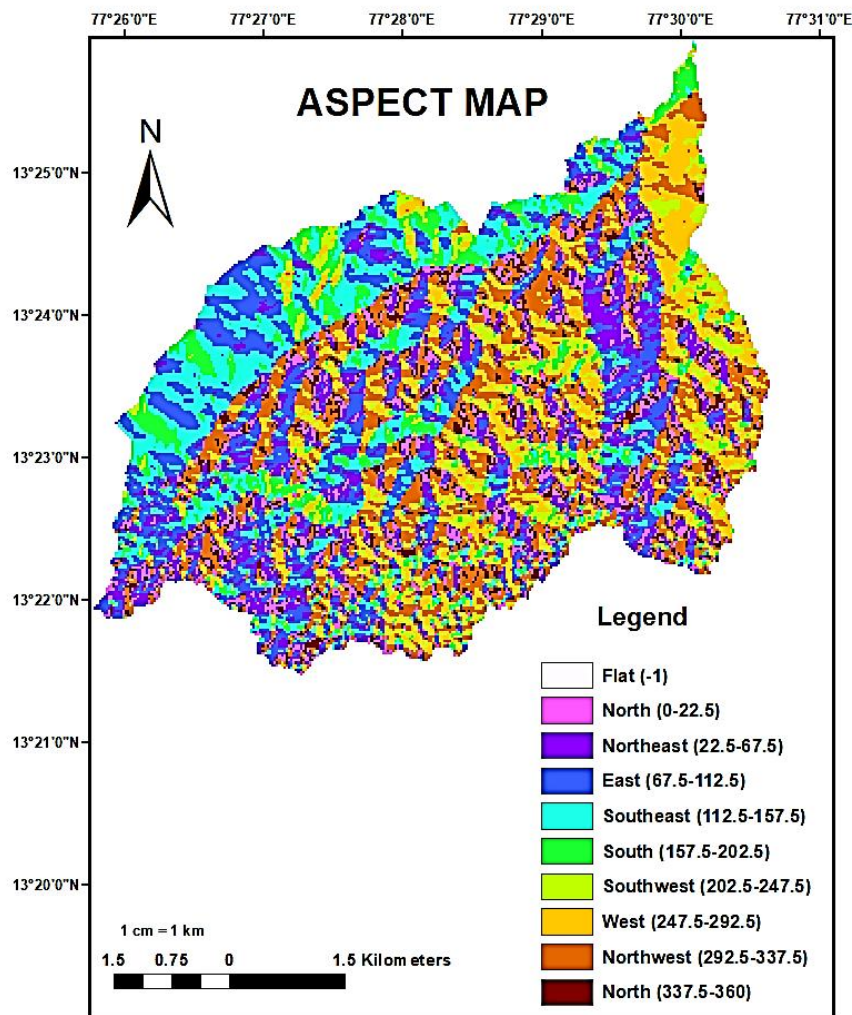 77°26'0"E 77°27'0"E 77°28'0"E 77°29'0"E 77°30'0"E 77°31'0"E
ASPECT MAP
N
13°25'0"N
13°24'0"N
13°23'0"N
13°22'0"N
13°21'0"N
13°20'0"N
Legend
Flat (-1)
North (0-22.5)
Northeast (22.5-67.5)
East (67.5-112.5)
Southeast (112.5-157.5)
South (157.5-202.5)
Southwest (202.5-247.5)
West (247.5-292.5)
Northwest (292.5-337.5)
North (337.5-360)
1 cm = 1 km
1.5 0.75 0 1.5 Kilometers